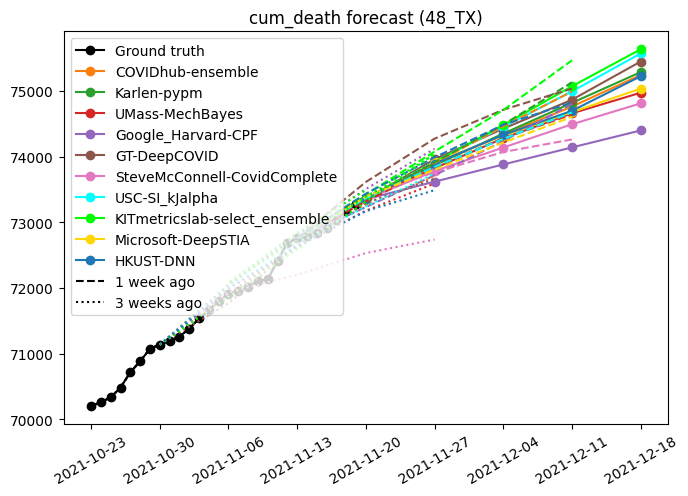 cum_death forecast (48_TX)
Ground truth
COVIDhub-ensemble
Karlen-pypm
UMass-MechBayes
Google_Harvard-CPF
GT-DeepCOVID
SteveMcConnell-CovidComplete
USC-SI_kJalpha
KITmetricslab-select_ensemble
Microsoft-DeepSTIA
HKUST-DNN
1 week ago
3 weeks ago
75000
74000
73000
72000
71000
70000
2021-10-23
2021-10-30
2021-11-06
2021-11-13
2021-11-20
2021-11-27
2021-12-04
2021-12-11
2021-12-18